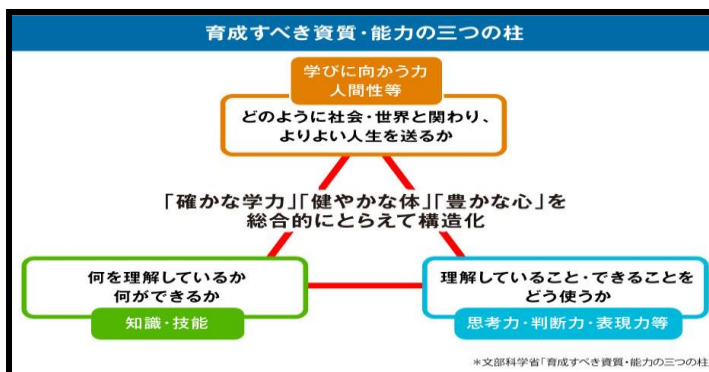 育成すべき資質・能力の三つの柱
学びに向かう力
人間性等
どのように社会・世界と関わり、
よりよい人生を送るか
「確かな学力」「健やかな体」「豊かな心」を
総合的にとらえて構造化
何を理解しているか
何ができるか
知識・技能
理解していること・できることを
どう使うか
思考力・判断力・表現力等
*文部科学省「育成すべき資質・能力の三つの柱